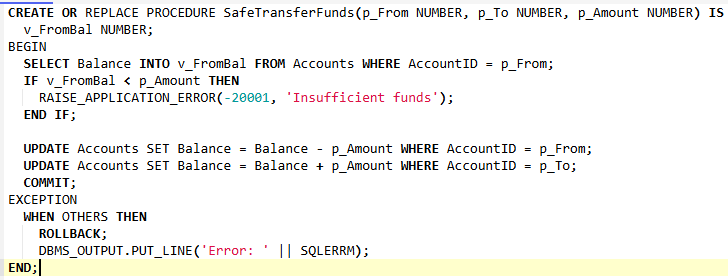 CREATE OR REPLACE PROCEDURE SafeTransferFunds(p_From NUMBER, p_To NUMBER, p_Amount NUMBER) IS
  v_FromBal NUMBER;
BEGIN
  SELECT Balance INTO v_FromBal FROM Accounts WHERE AccountID = p_From;
  IF v_FromBal < p_Amount THEN
    RAISE_APPLICATION_ERROR(-20001, 'Insufficient funds');
  END IF;

  UPDATE Accounts SET Balance = Balance - p_Amount WHERE AccountID = p_From;
  UPDATE Accounts SET Balance = Balance + p_Amount WHERE AccountID = p_To;
  COMMIT;
EXCEPTION
  WHEN OTHERS THEN
    ROLLBACK;
    DBMS_OUTPUT.PUT_LINE('Error: ' || SQLERRM);
END;